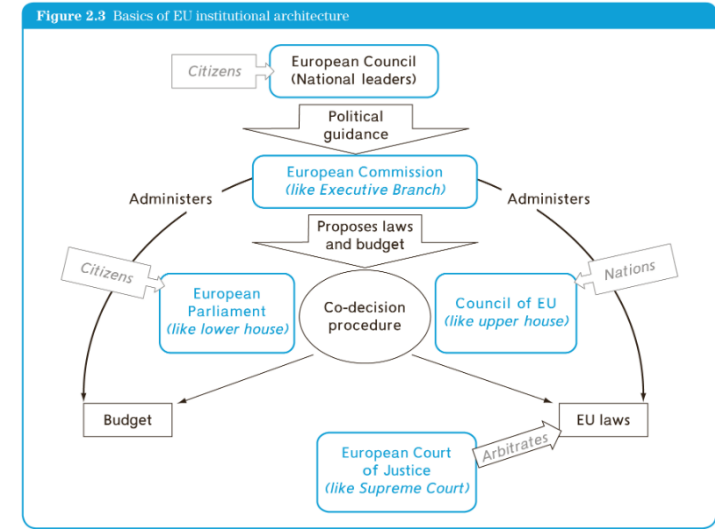 Figure 2.3 Basics of EU institutional architecture
Citizens
European Council
(National leaders)
Political
guidance
European Commission
(like Executive Branch)
Administers
Administers
Proposes laws
and budget
Citizens
Nations
European
Parliament
(like lower house)
Co-decision
procedure
Council of EU
(like upper house)
Budget
EU laws
European Court
of Justice
(like Supreme Court)
Arbitrates